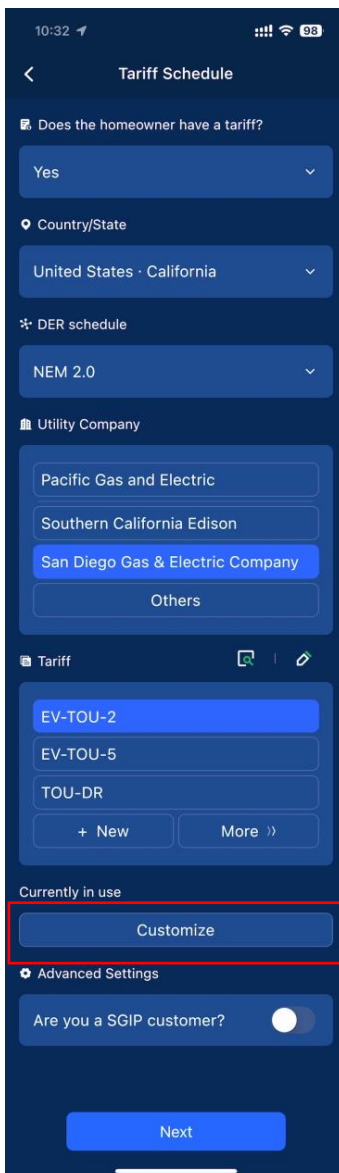 10:32
98
Tariff Schedule
Does the homeowner have a tariff?
Yes
Country/State
United States · California
DER schedule
NEM 2.0
Utility Company
Pacific Gas and Electric
Southern California Edison
San Diego Gas & Electric Company
Others
Tariff
EV-TOU-2
EV-TOU-5
TOU-DR
+ New
More
Currently in use
Customize
Advanced Settings
Are you a SGIP customer?
Next